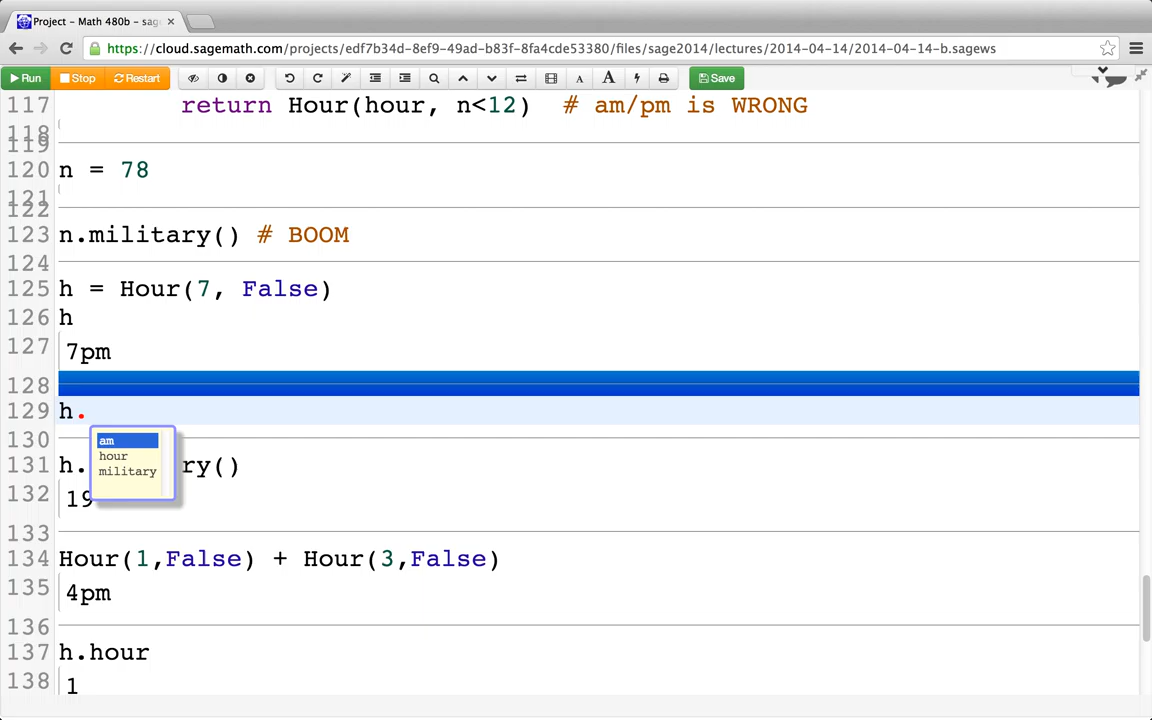 Project - Math 480b - sag
https://cloud.sagemath.com/projects/edf7b34d-8ef9-49ad-b83f-8fa4cde53380/files/sage2014/lectures/2014-04-14/2014-04-14-b.sagews
Run Stop Restart A A Save
117 return Hour(hour, n<12) # am/pm is WRONG
118
119
120 n = 78
121
122
123 n.military() # BOOM
124
125 h = Hour(7, False)
126 h
127 7pm
128
129 h.
130 am
hour
131 h. ry()
military
132 19
133
134 Hour(1,False) + Hour(3,False)
135 4pm
136
137 h.hour
138 1